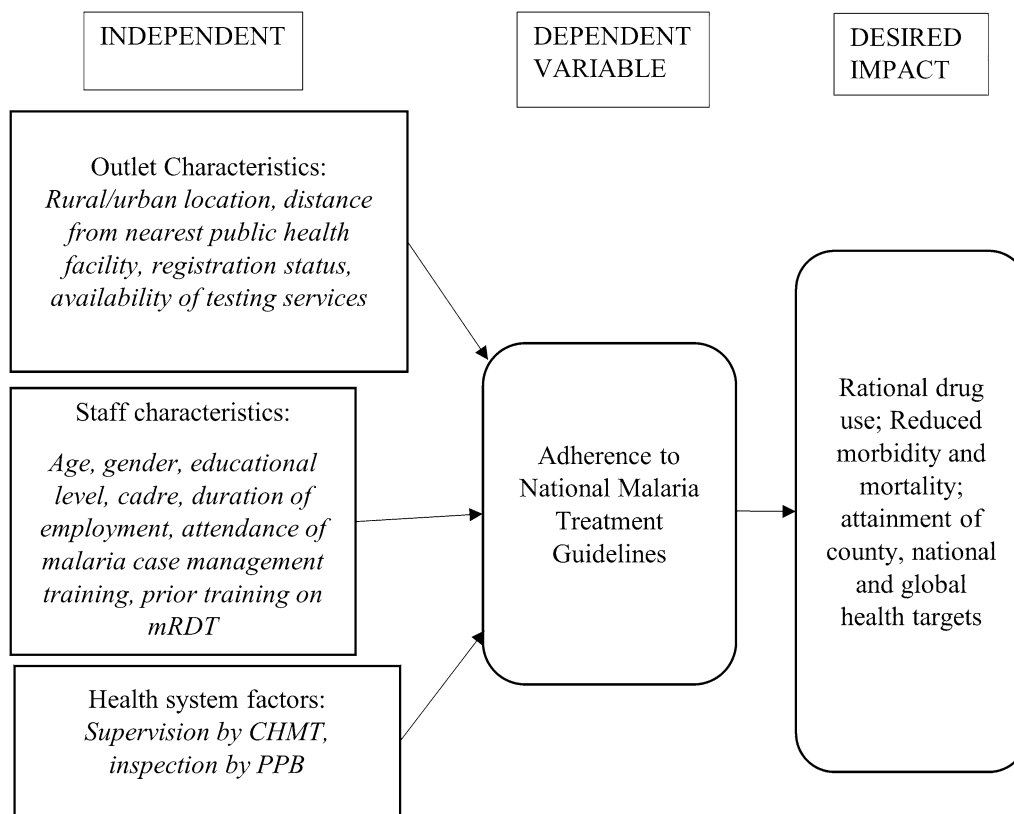 INDEPENDENT
DEPENDENT
VARIABLE
DESIRED
IMPACT
Outlet Characteristics:
Rural/urban location, distance
from nearest public health
facility, registration status,
availability of testing services
Staff characteristics:
Age, gender, educational
level, cadre, duration of
employment, attendance of
malaria case management
training, prior training on
mRDT
Health system factors:
Supervision by CHMT,
inspection by PPB
Adherence to
National Malaria
Treatment
Guidelines
Rational drug
use; Reduced
morbidity and
mortality;
attainment of
county, national
and global
health targets